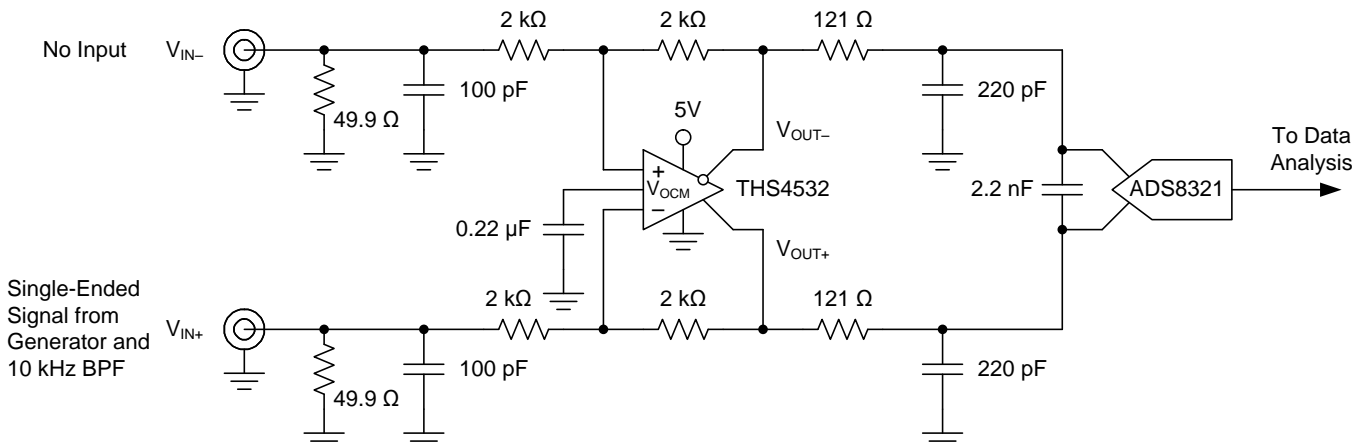 2 kΩ
2 kΩ
121 Ω
No Input
V_IN–
100 pF
49.9 Ω
5V
V_OUT–
220 pF
+
V_OCM
–
THS4532
2.2 nF
ADS8321
To Data
Analysis
0.22 µF
V_OUT+
2 kΩ
2 kΩ
121 Ω
Single-Ended
Signal from
Generator and
10 kHz BPF
V_IN+
100 pF
49.9 Ω
220 pF